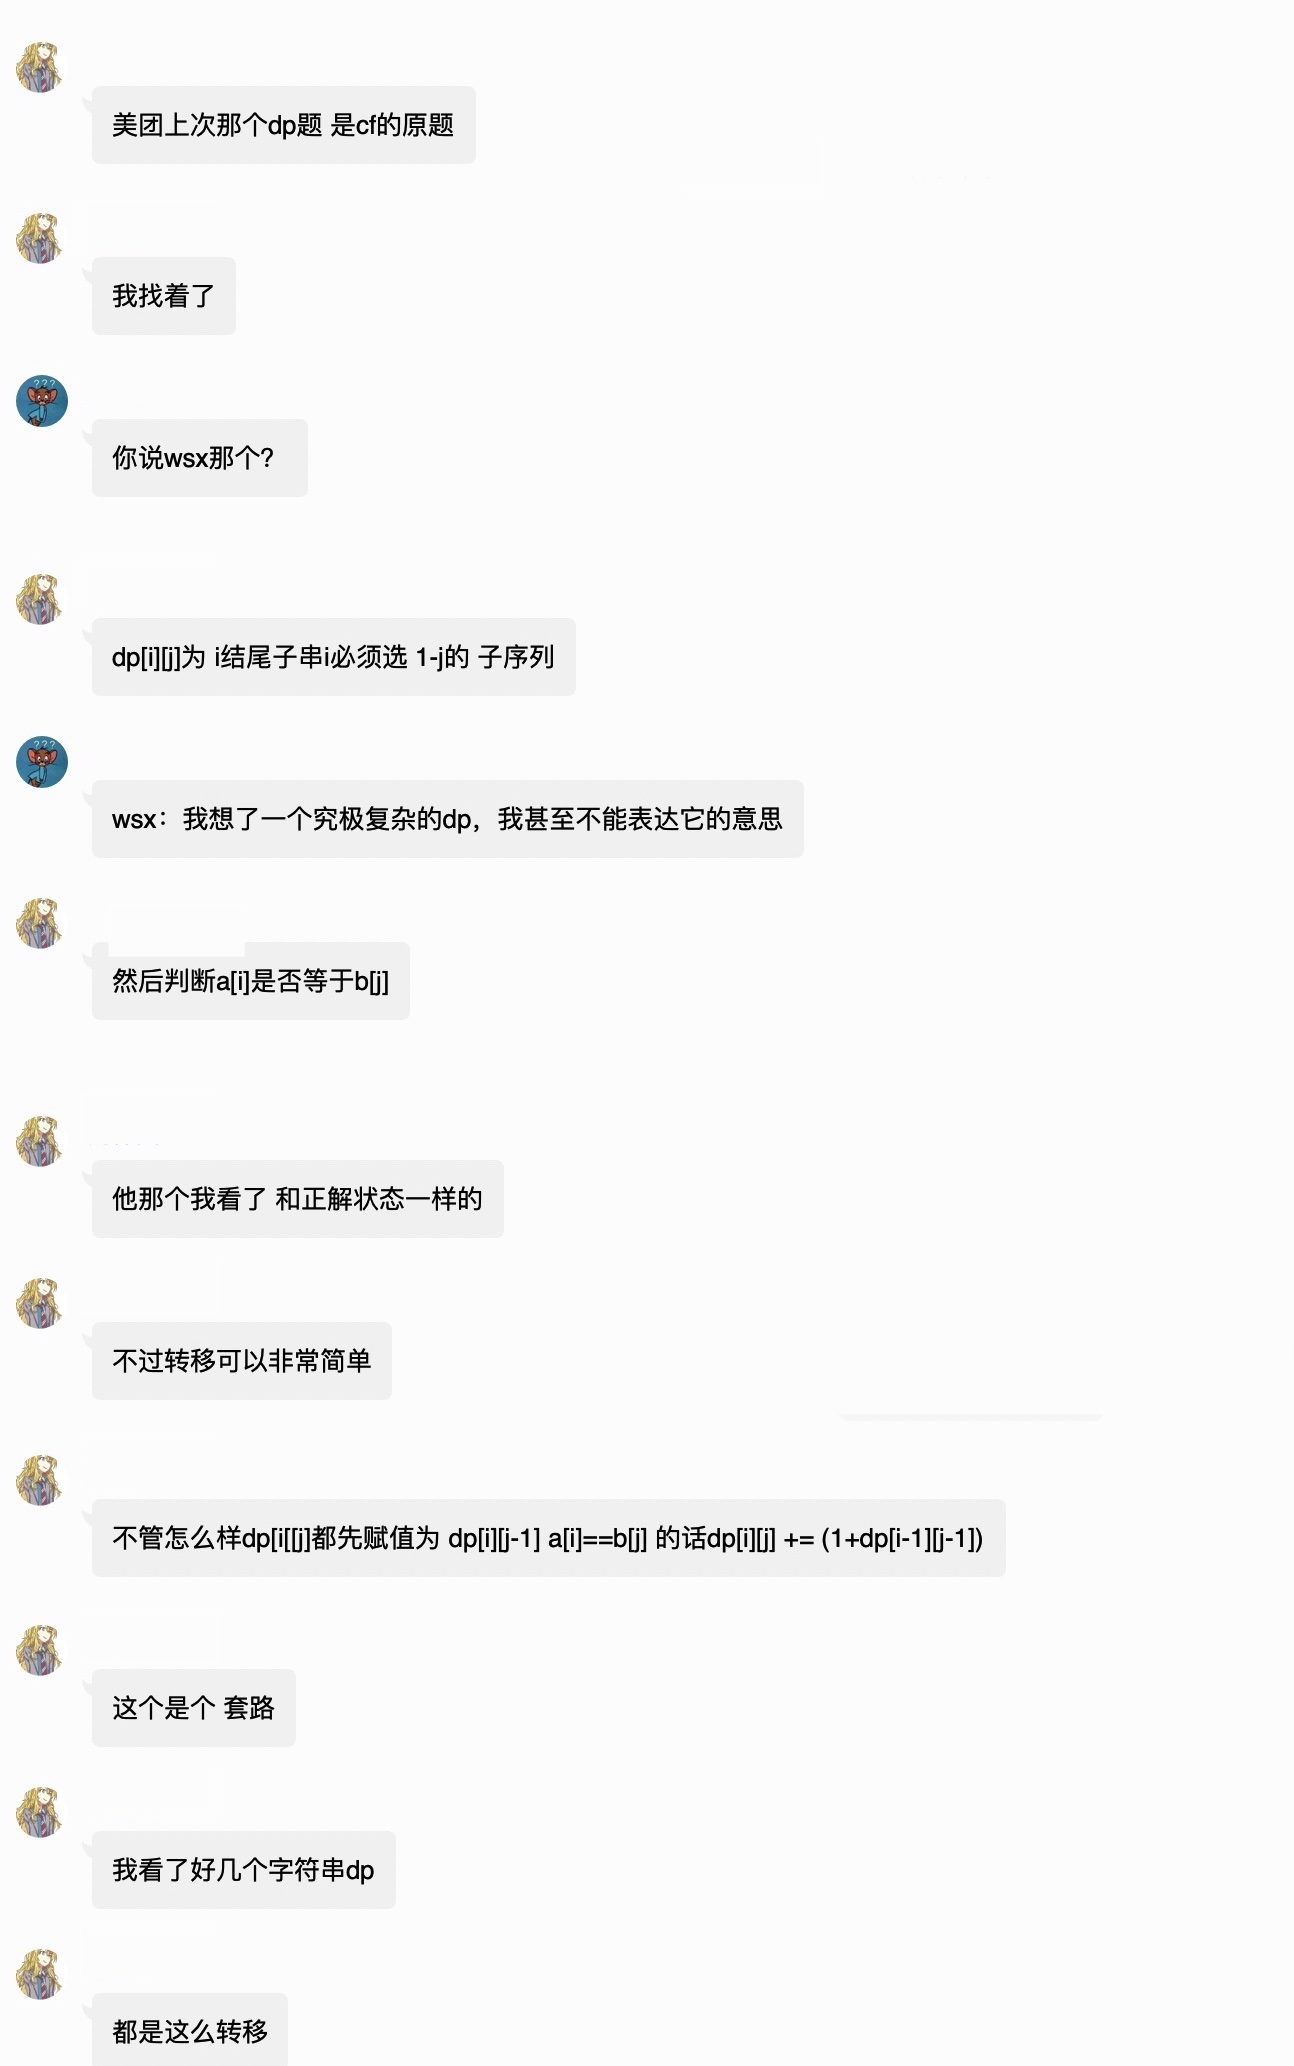 美团上次那个dp题 是cf的原题
我找着了
???
你说wsx那个？
dp[i][j]为 i结尾子串i必须选 1-j的 子序列
???
wsx：我想了一个究极复杂的dp，我甚至不能表达它的意思
然后判断a[i]是否等于b[j]
他那个我看了 和正解状态一样的
不过转移可以非常简单
不管怎么样dp[i[[j]都先赋值为 dp[i][j-1] a[i]==b[j] 的话dp[i][j] += (1+dp[i-1][j-1])
这个是个 套路
我看了好几个字符串dp
都是这么转移